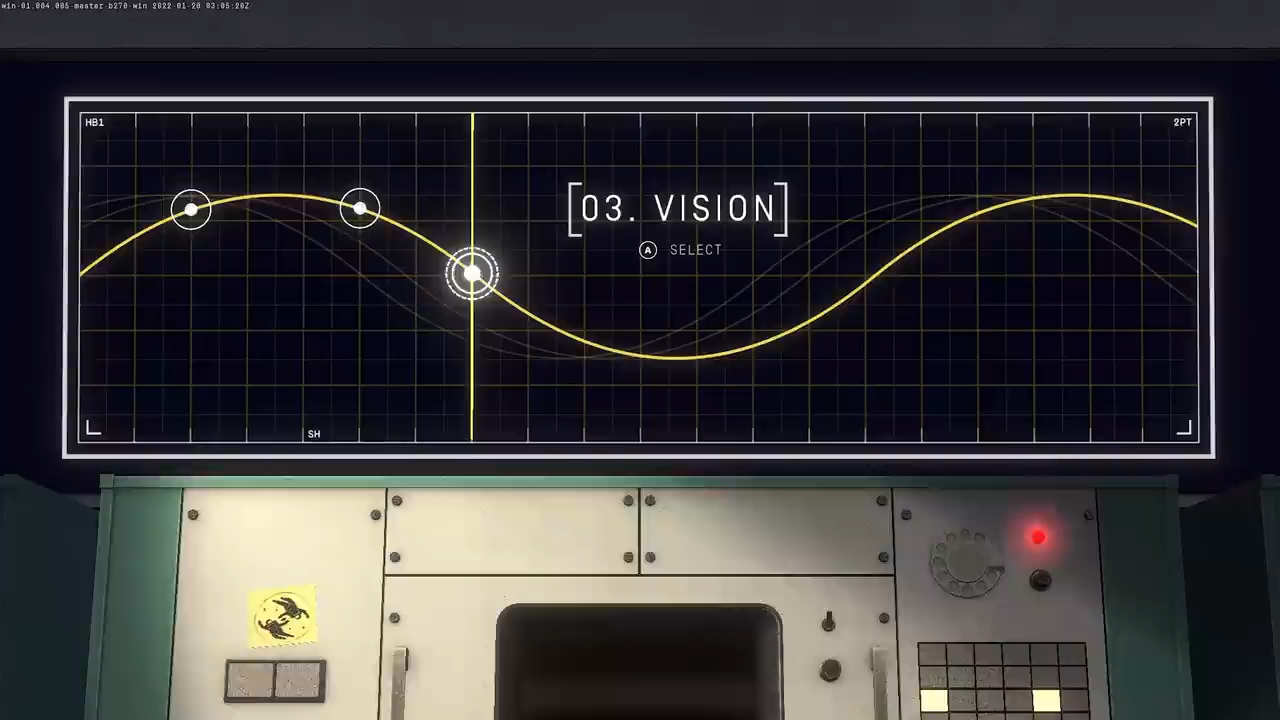 win-01.004.005-master-b270-win 2022-01-20 03:05:20Z
HB1
2PT
[03. VISION]
A SELECT
SH